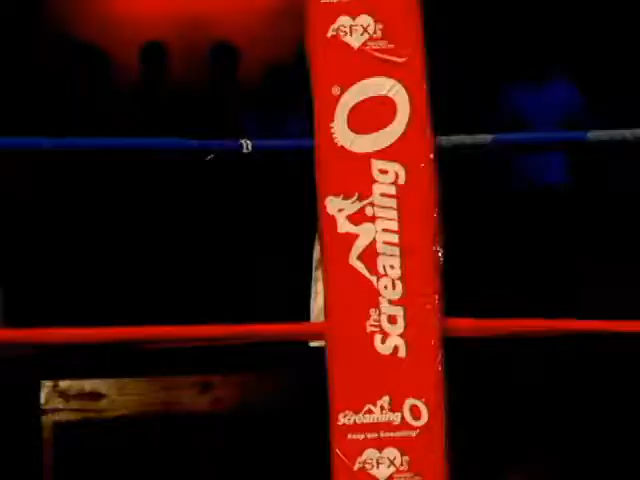 SFX
The Screaming O®
Screaming O
Keep 'em Screaming®
SFX